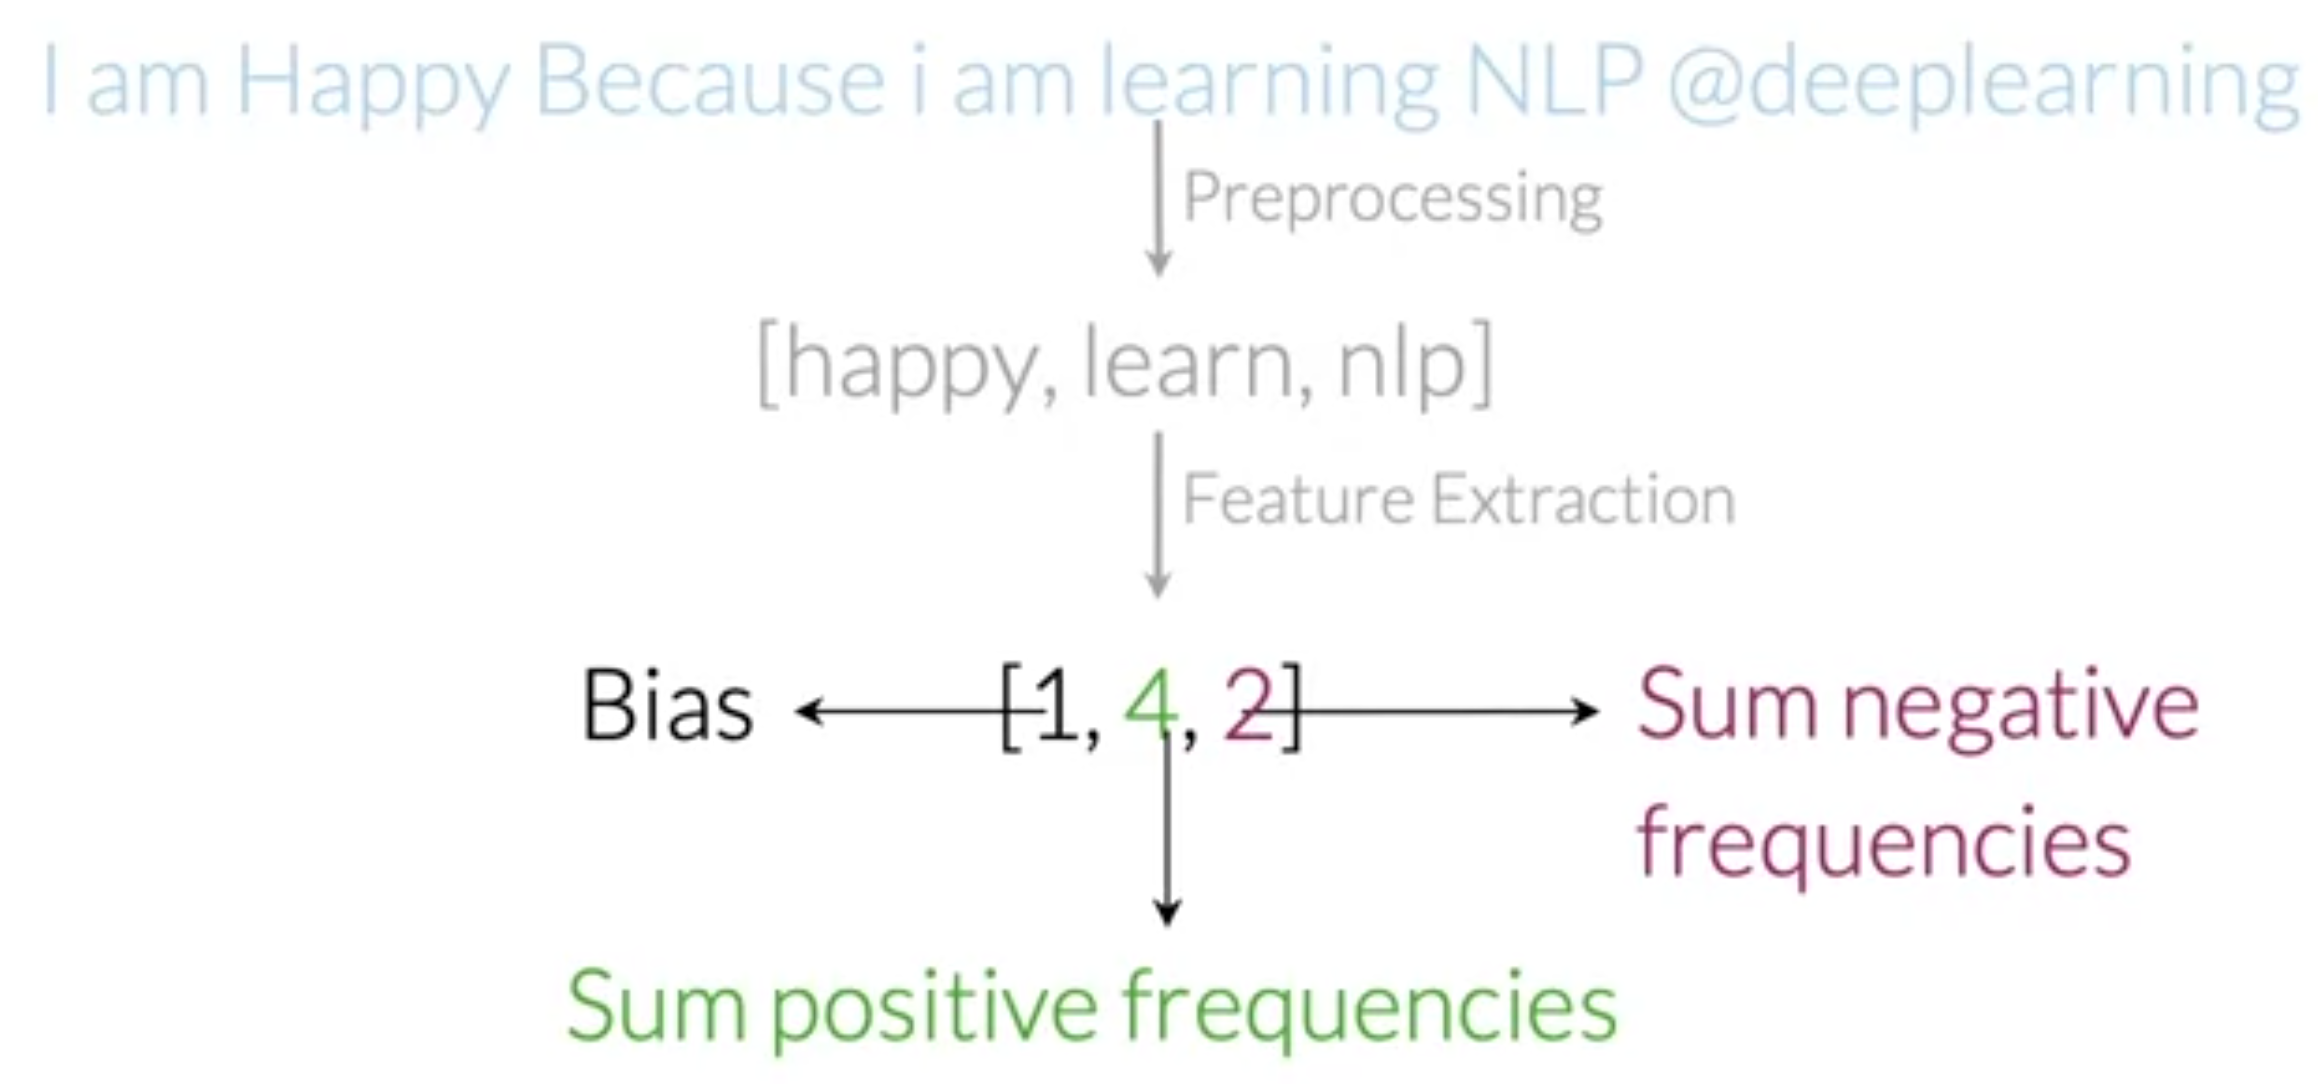 I am Happy Because i am learning NLP @deeplearning
Preprocessing
[happy, learn, nlp]
Feature Extraction
Bias [1, 4, 2] Sum negative
frequencies
Sum positive frequencies